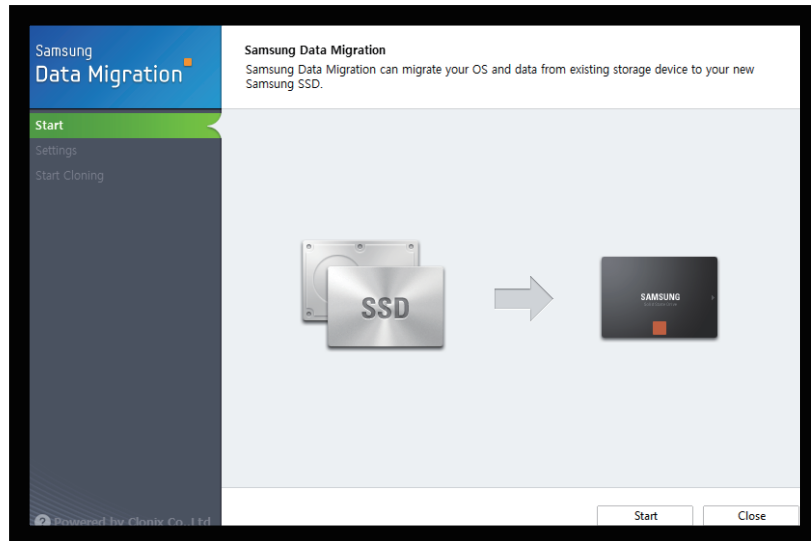 Samsung
Data Migration
Samsung Data Migration
Samsung Data Migration can migrate your OS and data from existing storage device to your new
Samsung SSD.
Start
Settings
Start Cloning
SSD
SAMSUNG
? Powered by Clonix Co. Ltd
Start
Close